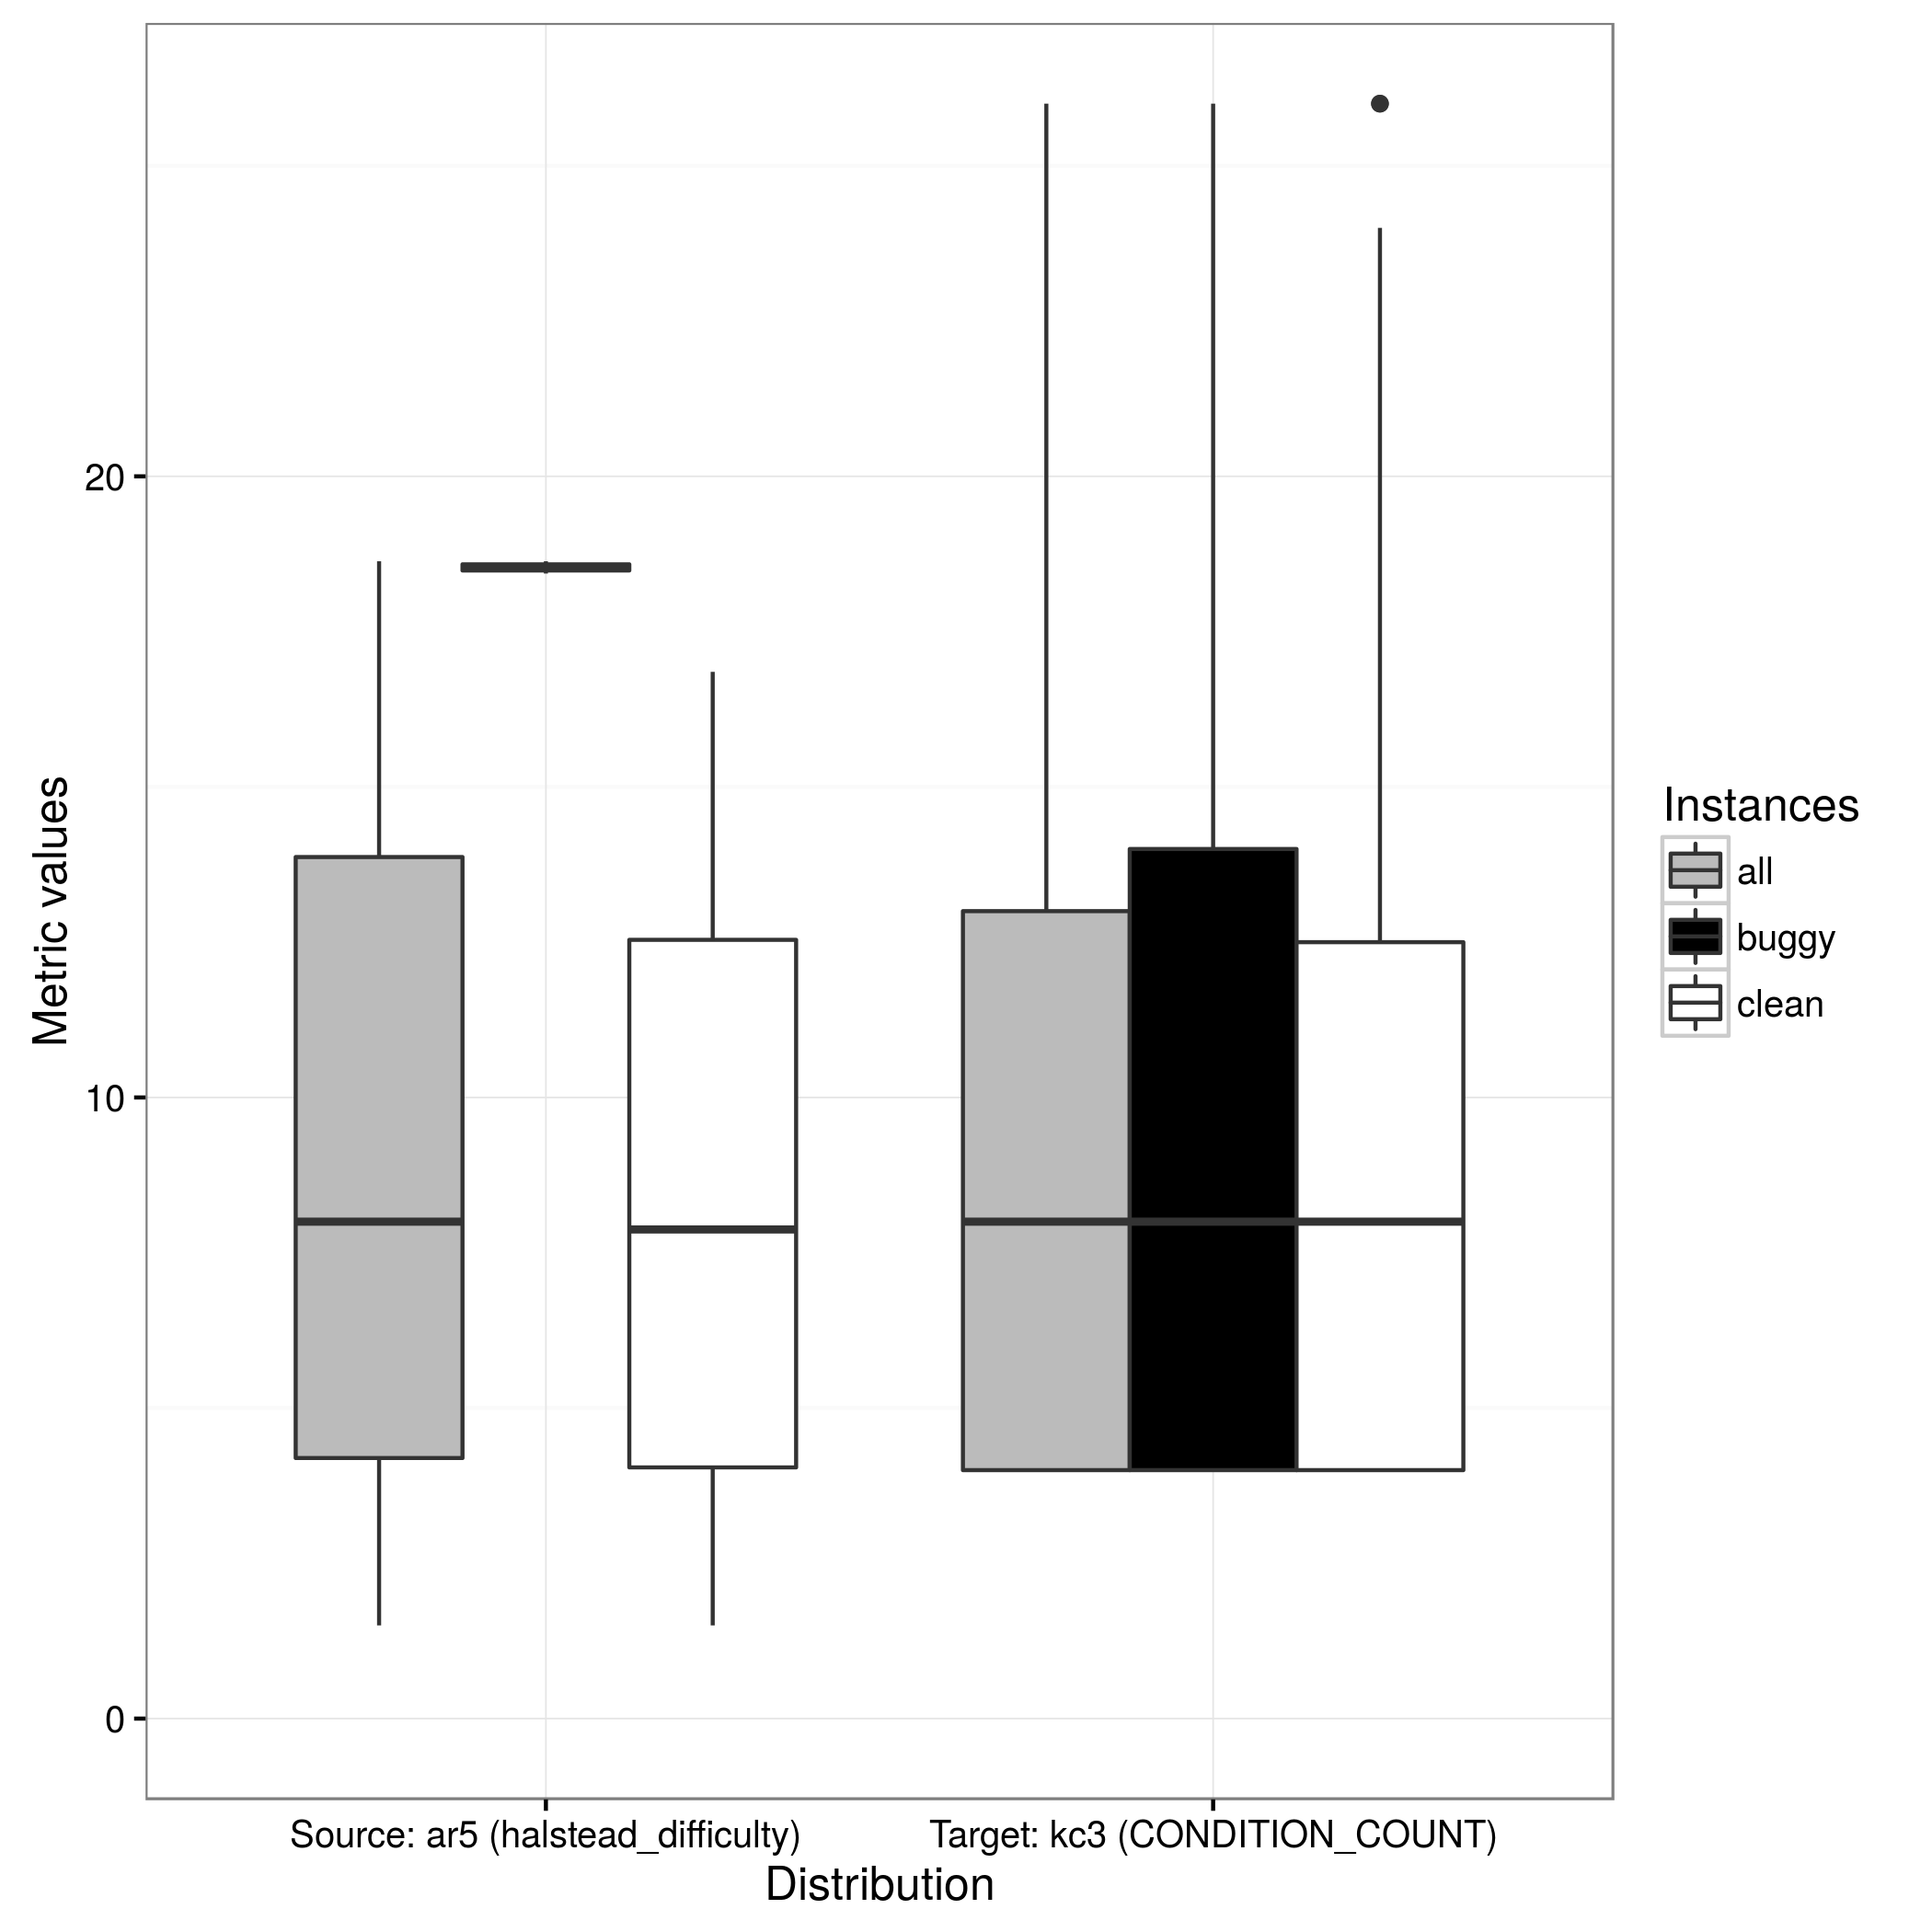 Metric values
20
10
0
Source: ar5 (halstead_difficulty)
Target: kc3 (CONDITION_COUNT)
Distribution
Instances
all
buggy
clean